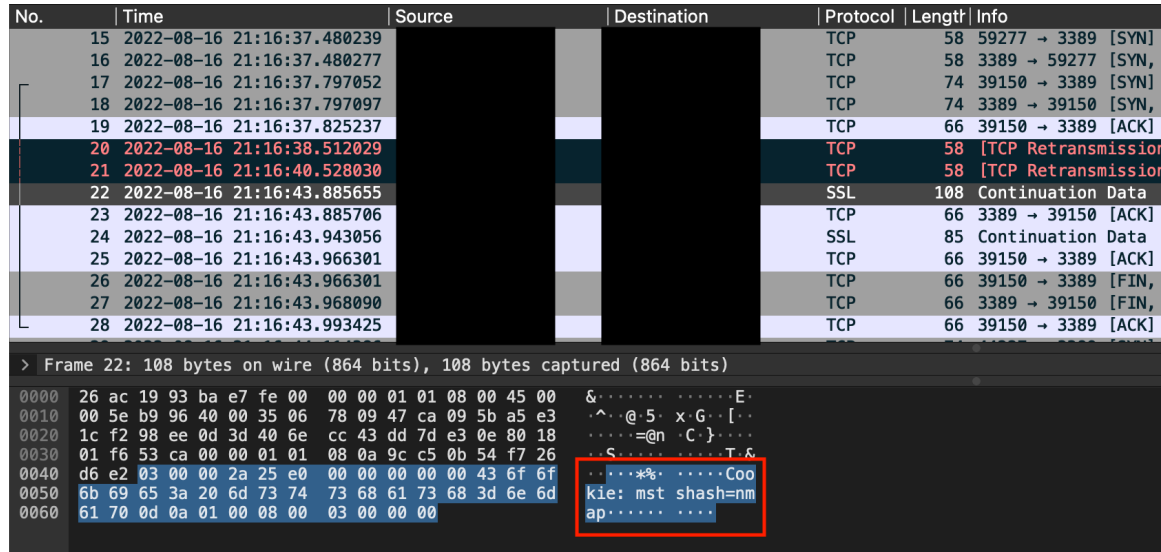 No. Time Source Destination Protocol Length Info
15 2022-08-16 21:16:37.480239 TCP 58 59277 → 3389 [SYN]
16 2022-08-16 21:16:37.480277 TCP 58 3389 → 59277 [SYN,
17 2022-08-16 21:16:37.797052 TCP 74 39150 → 3389 [SYN]
18 2022-08-16 21:16:37.797097 TCP 74 3389 → 39150 [SYN,
19 2022-08-16 21:16:37.825237 TCP 66 39150 → 3389 [ACK]
20 2022-08-16 21:16:38.512029 TCP 58 [TCP Retransmission
21 2022-08-16 21:16:40.528030 TCP 58 [TCP Retransmission
22 2022-08-16 21:16:43.885655 SSL 108 Continuation Data
23 2022-08-16 21:16:43.885706 TCP 66 3389 → 39150 [ACK]
24 2022-08-16 21:16:43.943056 SSL 85 Continuation Data
25 2022-08-16 21:16:43.966301 TCP 66 39150 → 3389 [ACK]
26 2022-08-16 21:16:43.966301 TCP 66 39150 → 3389 [FIN,
27 2022-08-16 21:16:43.968090 TCP 66 3389 → 39150 [FIN,
28 2022-08-16 21:16:43.993425 TCP 66 39150 → 3389 [ACK]
> Frame 22: 108 bytes on wire (864 bits), 108 bytes captured (864 bits)
0000 26 ac 19 93 ba e7 fe 00 00 00 01 01 08 00 45 00 &······· ······E·
0010 00 5e b9 96 40 00 35 06 78 09 47 ca 09 5b a5 e3 ·^··@·5· x·G··[··
0020 1c f2 98 ee 0d 3d 40 6e cc 43 dd 7d e3 0e 80 18 ·····=@n ·C·}····
0030 01 f6 53 ca 00 00 01 01 08 0a 9c c5 0b 54 f7 26 ··S····· ·····T·&
0040 d6 e2 03 00 00 2a 25 e0 00 00 00 00 00 43 6f 6f ·····*%· ·····Coo
0050 6b 69 65 3a 20 6d 73 74 73 68 61 73 68 3d 6e 6d kie: mst shash=nm
0060 61 70 0d 0a 01 00 08 00 03 00 00 00 ap······ ····